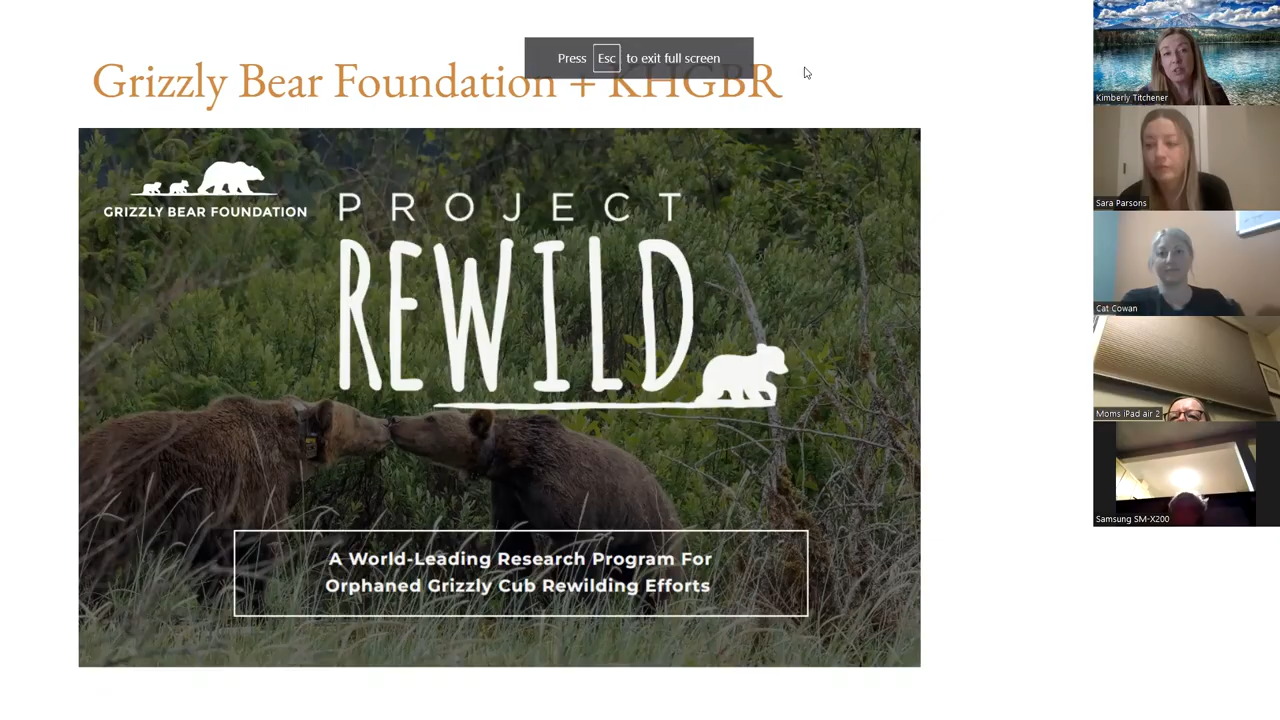 Press Esc to exit full screen
Grizzly Bear Foundation + KHGBR
GRIZZLY BEAR FOUNDATION
PROJECT
REWILD
A World-Leading Research Program For
Orphaned Grizzly Cub Rewilding Efforts
Kimberly Titchener
Sara Parsons
Cat Cowan
Moms iPad air 2
Samsung SM-X200